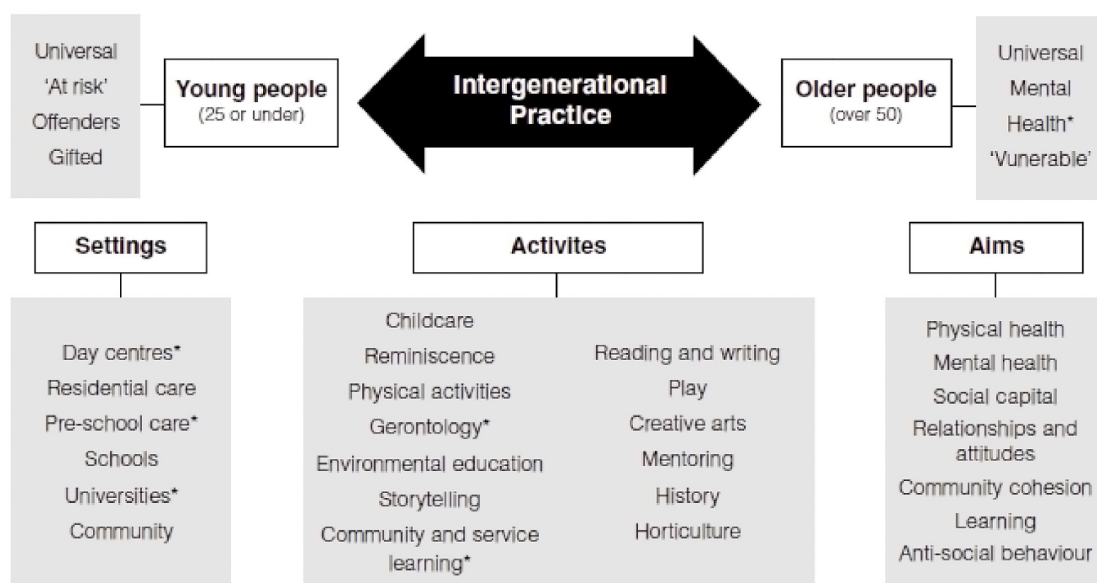 Universal
'At risk'
Offenders
Gifted
Young people
(25 or under)
Intergenerational
Practice
Older people
(over 50)
Universal
Mental
Health*
'Vunerable'
Settings
Day centres*
Residential care
Pre-school care*
Schools
Universities*
Community
Activites
Childcare
Reminiscence
Physical activities
Gerontology*
Environmental education
Storytelling
Community and service
learning*
Reading and writing
Play
Creative arts
Mentoring
History
Horticulture
Aims
Physical health
Mental health
Social capital
Relationships and
attitudes
Community cohesion
Learning
Anti-social behaviour